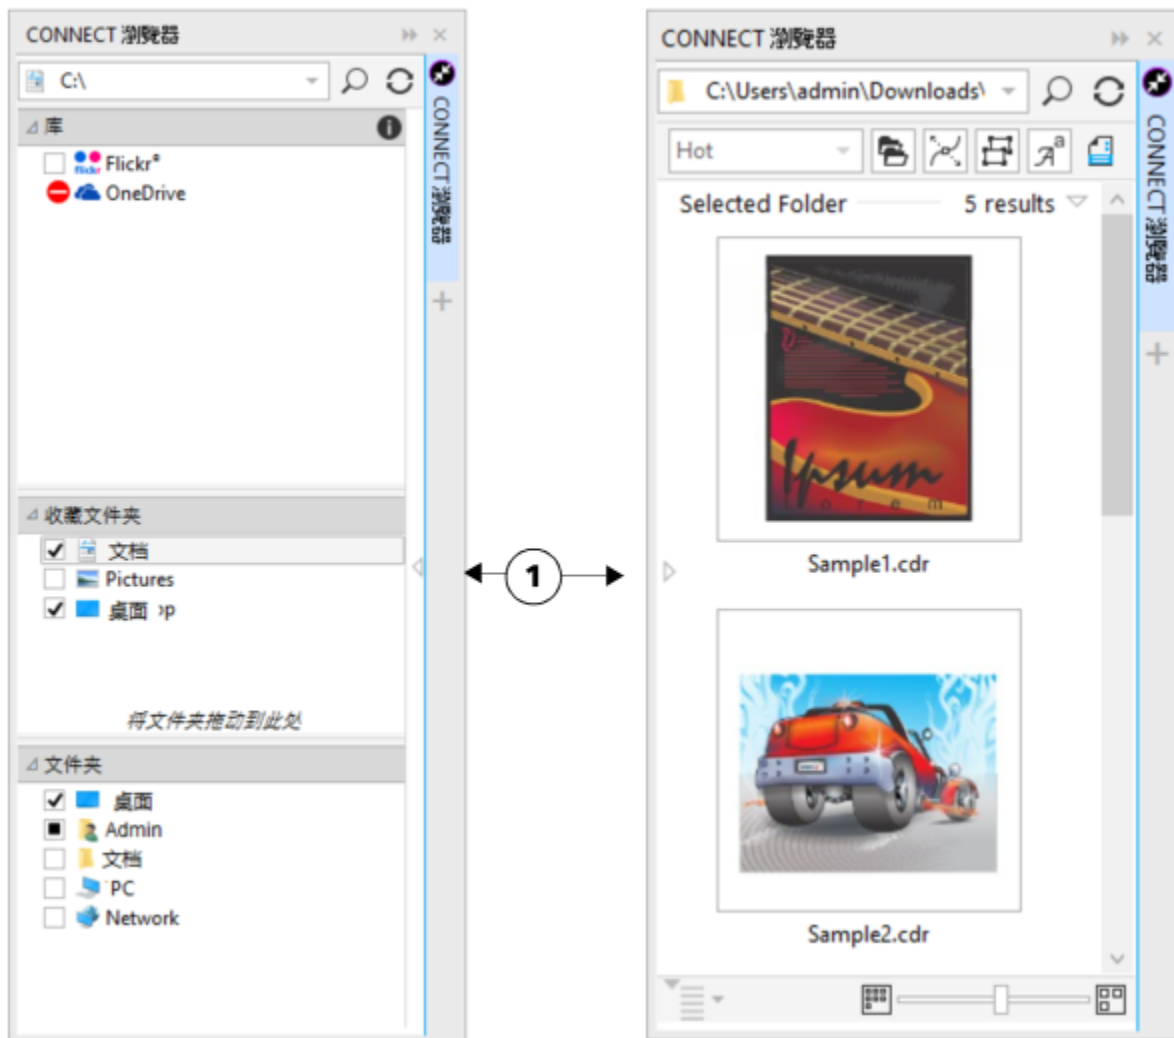 CONNECT 瀏覽器
C:\
库
Flickr®
OneDrive
收藏文件夹
文档
Pictures
桌面 op
将文件夹拖动到此处
文件夹
桌面
Admin
文档
PC
Network
CONNECT 瀏覽器
1
CONNECT 瀏覽器
C:\Users\admin\Downloads\
Hot
Selected Folder 5 results
Ipsum
Lorem
Sample1.cdr
Sample2.cdr
CONNECT 瀏覽器